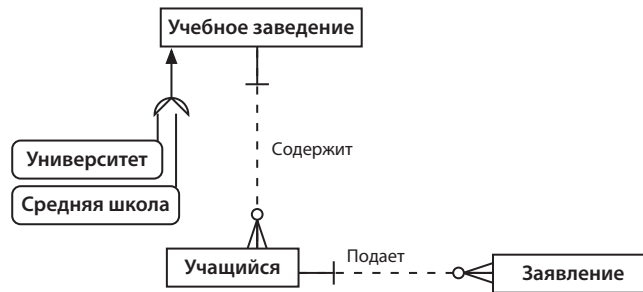 Учебное заведение
Содержит
Университет
Средняя школа
Подает
Учащийся
Заявление